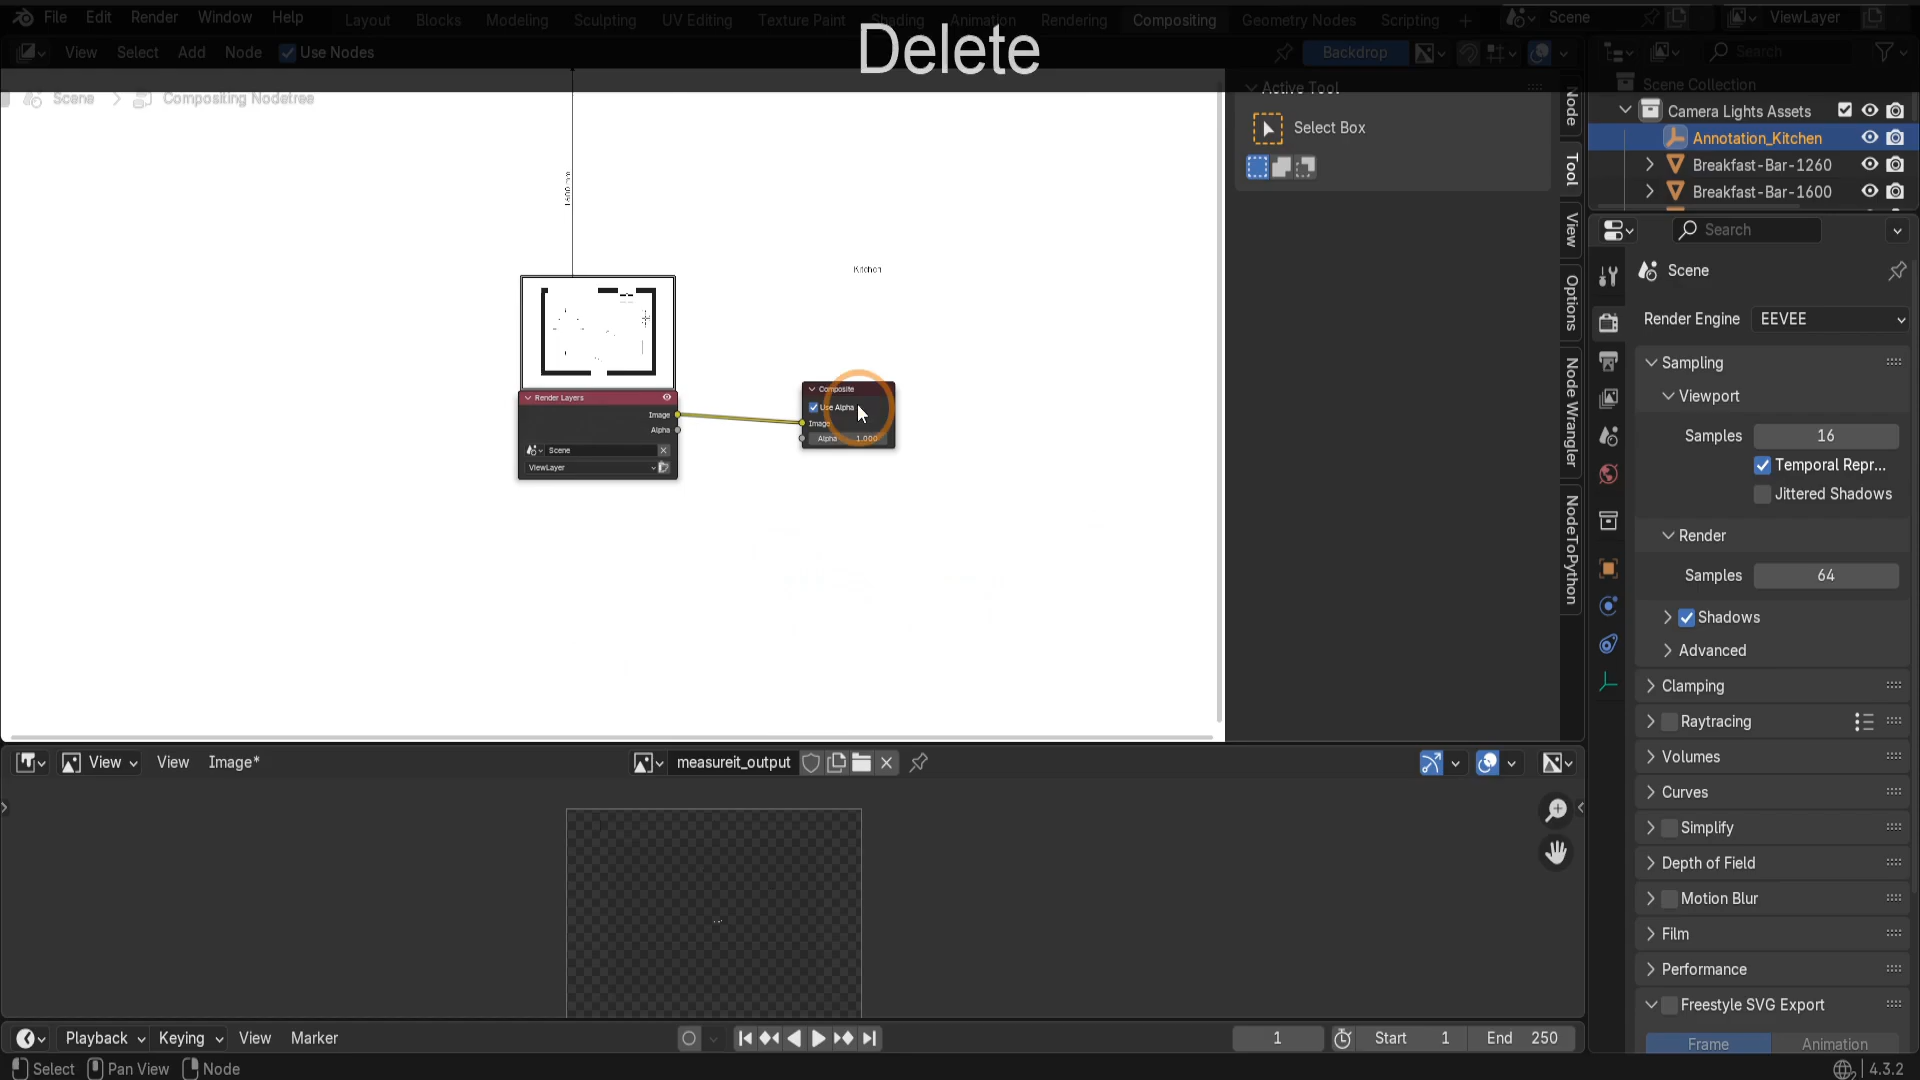 Delete
File Edit Render Window Help
Layout Blocks Modeling Sculpting UV Editing Texture Paint Shading Animation Rendering Compositing Geometry Nodes Scripting +
Scene
ViewLayer
View Select Add Node Use Nodes
Backdrop
Search
Scene > Compositing Nodetree
Active Tool
Select Box
Node
Tool
View
Options
Node Wrangler
NodeToPython
Scene Collection
Camera Lights Assets
Annotation_Kitchen
Breakfast-Bar-1260
Breakfast-Bar-1600
Search
Scene
Render Engine EEVEE
Sampling
Viewport
Samples 16
Temporal Repr...
Jittered Shadows
Render
Samples 64
Shadows
Advanced
Clamping
Raytracing
Volumes
Curves
Simplify
Depth of Field
Motion Blur
Film
Performance
Freestyle SVG Export
Frame Animation
Kitchen
Render Layers
Image
Alpha
Scene
ViewLayer
Composite
Use Alpha
Image
Alpha 1.000
View View Image* measureit_output
Playback Keying View Marker
1 Start 1 End 250
Select Pan View Node
4.3.2